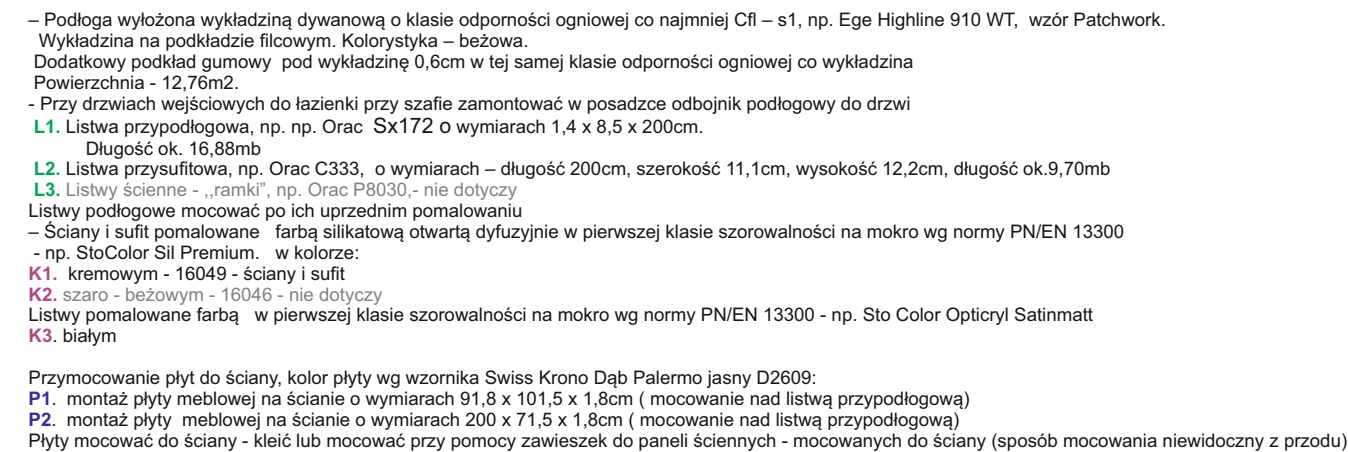 – Podłoga wyłożona wykładziną dywanową o klasie odporności ogniowej co najmniej Cfl – s1, np. Ege Highline 910 WT, wzór Patchwork.
Wykładzina na podkładzie filcowym. Kolorystyka – beżowa.
Dodatkowy podkład gumowy pod wykładzinę 0,6cm w tej samej klasie odporności ogniowej co wykładzina
Powierzchnia - 12,76m2.
- Przy drzwiach wejściowych do łazienki przy szafie zamontować w posadzce odbojnik podłogowy do drzwi
L1. Listwa przypodłogowa, np. np. Orac Sx172 o wymiarach 1,4 x 8,5 x 200cm.
Długość ok. 16,88mb
L2. Listwa przysufitowa, np. Orac C333, o wymiarach – długość 200cm, szerokość 11,1cm, wysokość 12,2cm, długość ok.9,70mb
L3. Listwy ścienne - ,,ramki”, np. Orac P8030,- nie dotyczy
Listwy podłogowe mocować po ich uprzednim pomalowaniu
– Ściany i sufit pomalowane farbą silikatową otwartą dyfuzyjnie w pierwszej klasie szorowalności na mokro wg normy PN/EN 13300
- np. StoColor Sil Premium. w kolorze:
K1. kremowym - 16049 - ściany i sufit
K2. szaro - beżowym - 16046 - nie dotyczy
Listwy pomalowane farbą w pierwszej klasie szorowalności na mokro wg normy PN/EN 13300 - np. Sto Color Opticryl Satinmatt
K3. białym
Przymocowanie płyt do ściany, kolor płyty wg wzornika Swiss Krono Dąb Palermo jasny D2609:
P1. montaż płyty meblowej na ścianie o wymiarach 91,8 x 101,5 x 1,8cm ( mocowanie nad listwą przypodłogową)
P2. montaż płyty meblowej na ścianie o wymiarach 200 x 71,5 x 1,8cm ( mocowanie nad listwą przypodłogową)
Płyty mocować do ściany - kleić lub mocować przy pomocy zawieszek do paneli ściennych - mocowanych do ściany (sposób mocowania niewidoczny z przodu)